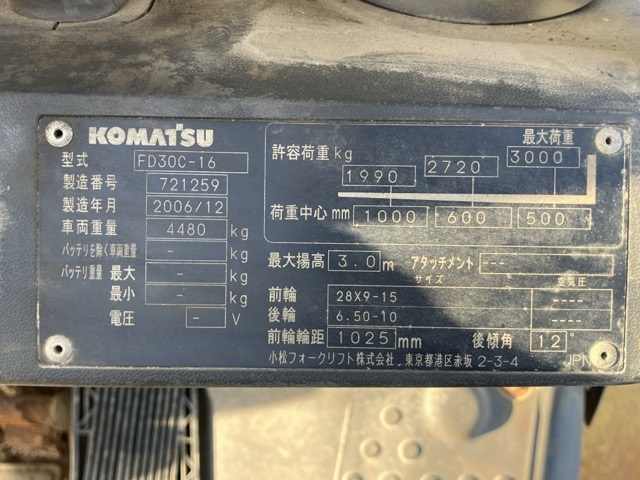 KOMATSU
型式 FD30C-16
製造番号 721259
製造年月 2006/12
車両重量 4480 kg
バッテリを除く車両重量 - kg
バッテリ重量 最大 - kg
最小 - kg
電圧 - V
最大荷重
許容荷重 kg 1990 2720 3000
荷重中心 mm 1000 600 500
最大揚高 3.0 m アタッチメント ---
サイズ 空気圧
前輪 28X9-15 ----
後輪 6.50-10 ----
前輪輪距 1025 mm 後傾角 12°
小松フォークリフト株式会社 東京都港区赤坂 2-3-4 JPN